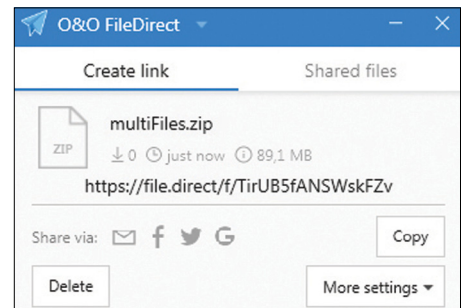 O&O FileDirect
Create link Shared files
multiFiles.zip
ZIP
0 just now 89,1 MB
https://file.direct/f/TirUB5fANSWskFZv
Share via: f G Copy
Delete More settings